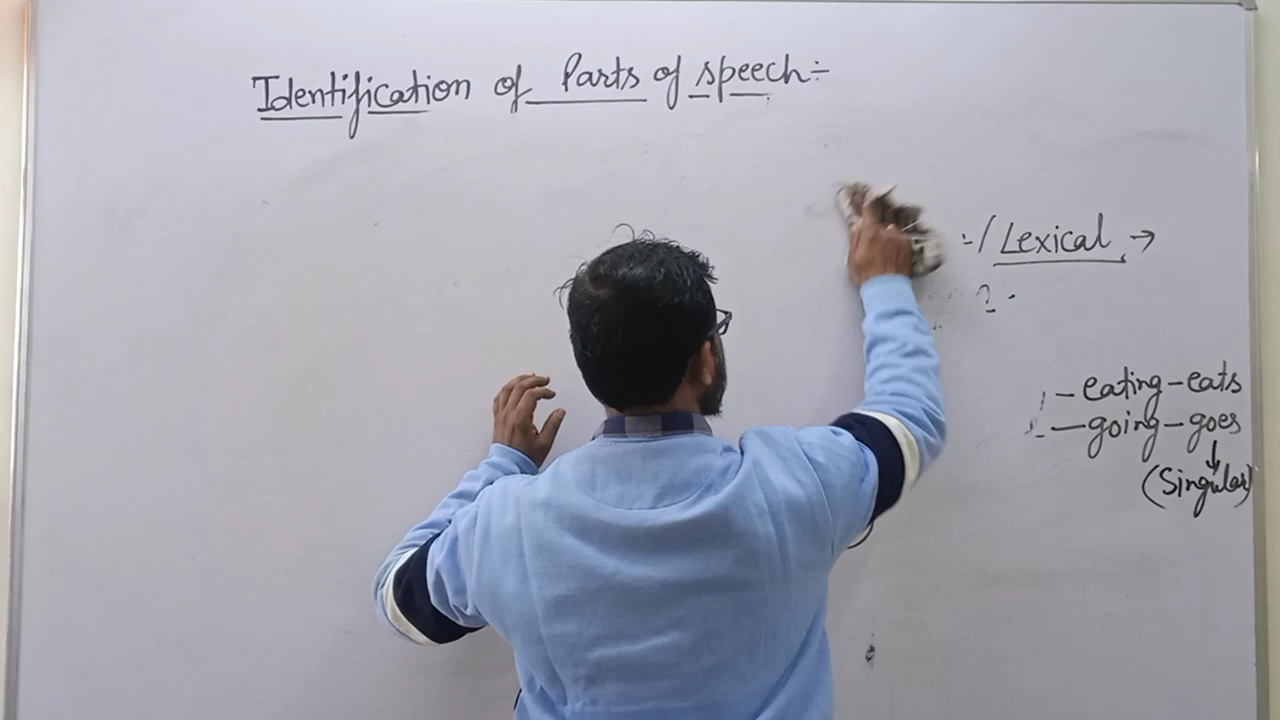 Identification of Parts of speech:-
:-/ Lexical →
?.
- eating - eats
- going - goes
↓
(Singular)